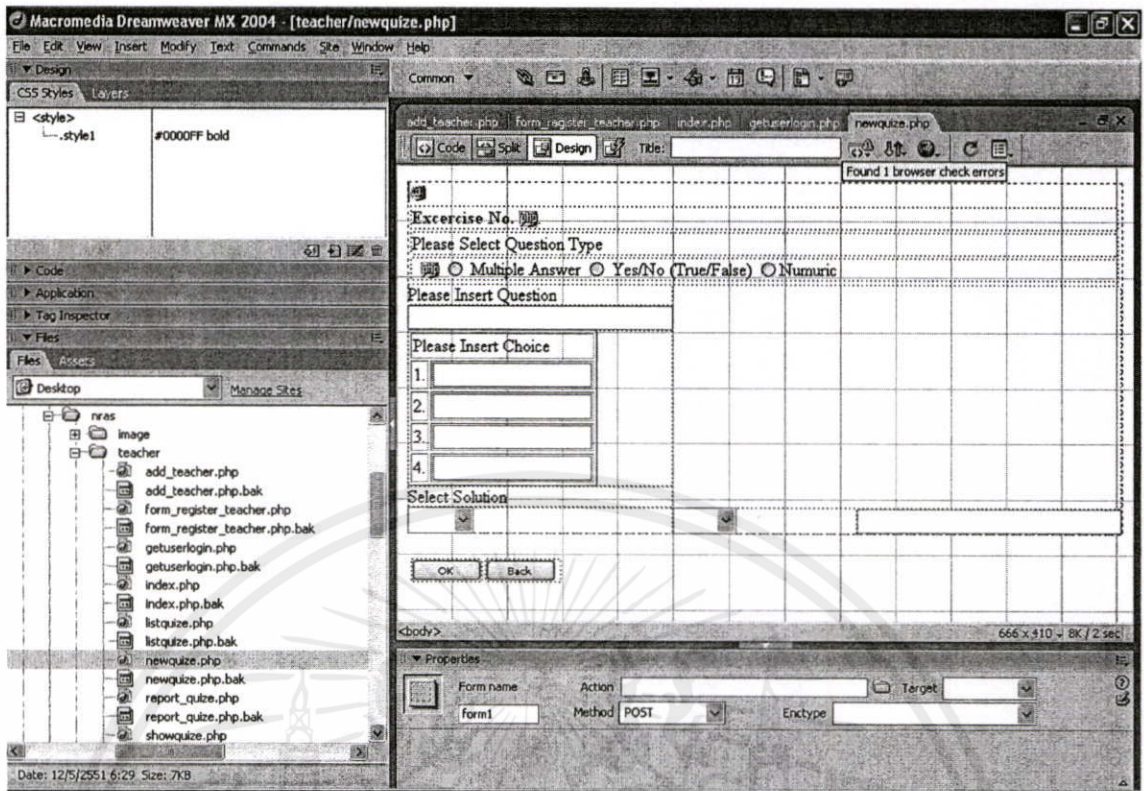 Macromedia Dreamweaver MX 2004 - [teacher/newquize.php]
File Edit View Insert Modify Text Commands Site Window Help
Design
CSS Styles Layers
<style>
.style1 #0000FF bold
Code
Application
Tag Inspector
Files
Files Assets
Desktop Manage Sites
nras
image
teacher
add_teacher.php
add_teacher.php.bak
form_register_teacher.php
form_register_teacher.php.bak
getuserlogin.php
getuserlogin.php.bak
index.php
index.php.bak
listquize.php
listquize.php.bak
newquize.php
newquize.php.bak
report_quize.php
report_quize.php.bak
showquize.php
Date: 12/5/2551 6:29 Size: 7KB
Common
add_teacher.php form_register_teacher.php index.php getuserlogin.php newquize.php
Code Split Design Title:
Found 1 browser check errors
Excercise No.
Please Select Question Type
Multiple Answer Yes/No (True/False) Numuric
Please Insert Question
Please Insert Choice
1.
2.
3.
4.
Select Solution
OK Back
<body> 666 x 410 8K / 2 sec
Properties
Form name Action Target
form1 Method POST Enctype